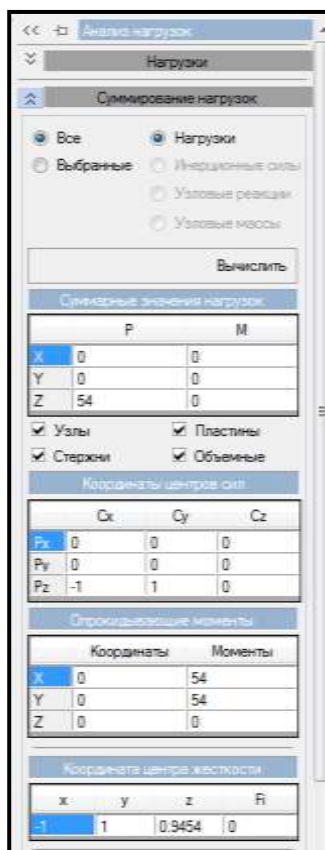 << Анализ нагрузок
Нагрузки
Суммирование нагрузок
Все Нагрузки
Выбранные Инерционные силы
Узловые реакции
Узловые массы
Вычислить
Суммарные значения нагрузок
P M
X 0 0
Y 0 0
Z 54 0
Узлы Пластины
Стержни Объемные
Координаты центров сил
Cx Cy Cz
Px 0 0 0
Py 0 0 0
Pz -1 1 0
Опрокидывающие моменты
Координаты Моменты
X 0 54
Y 0 54
Z 0 0
Координата центра жесткости
x y z Fi
-1 1 0.9454 0